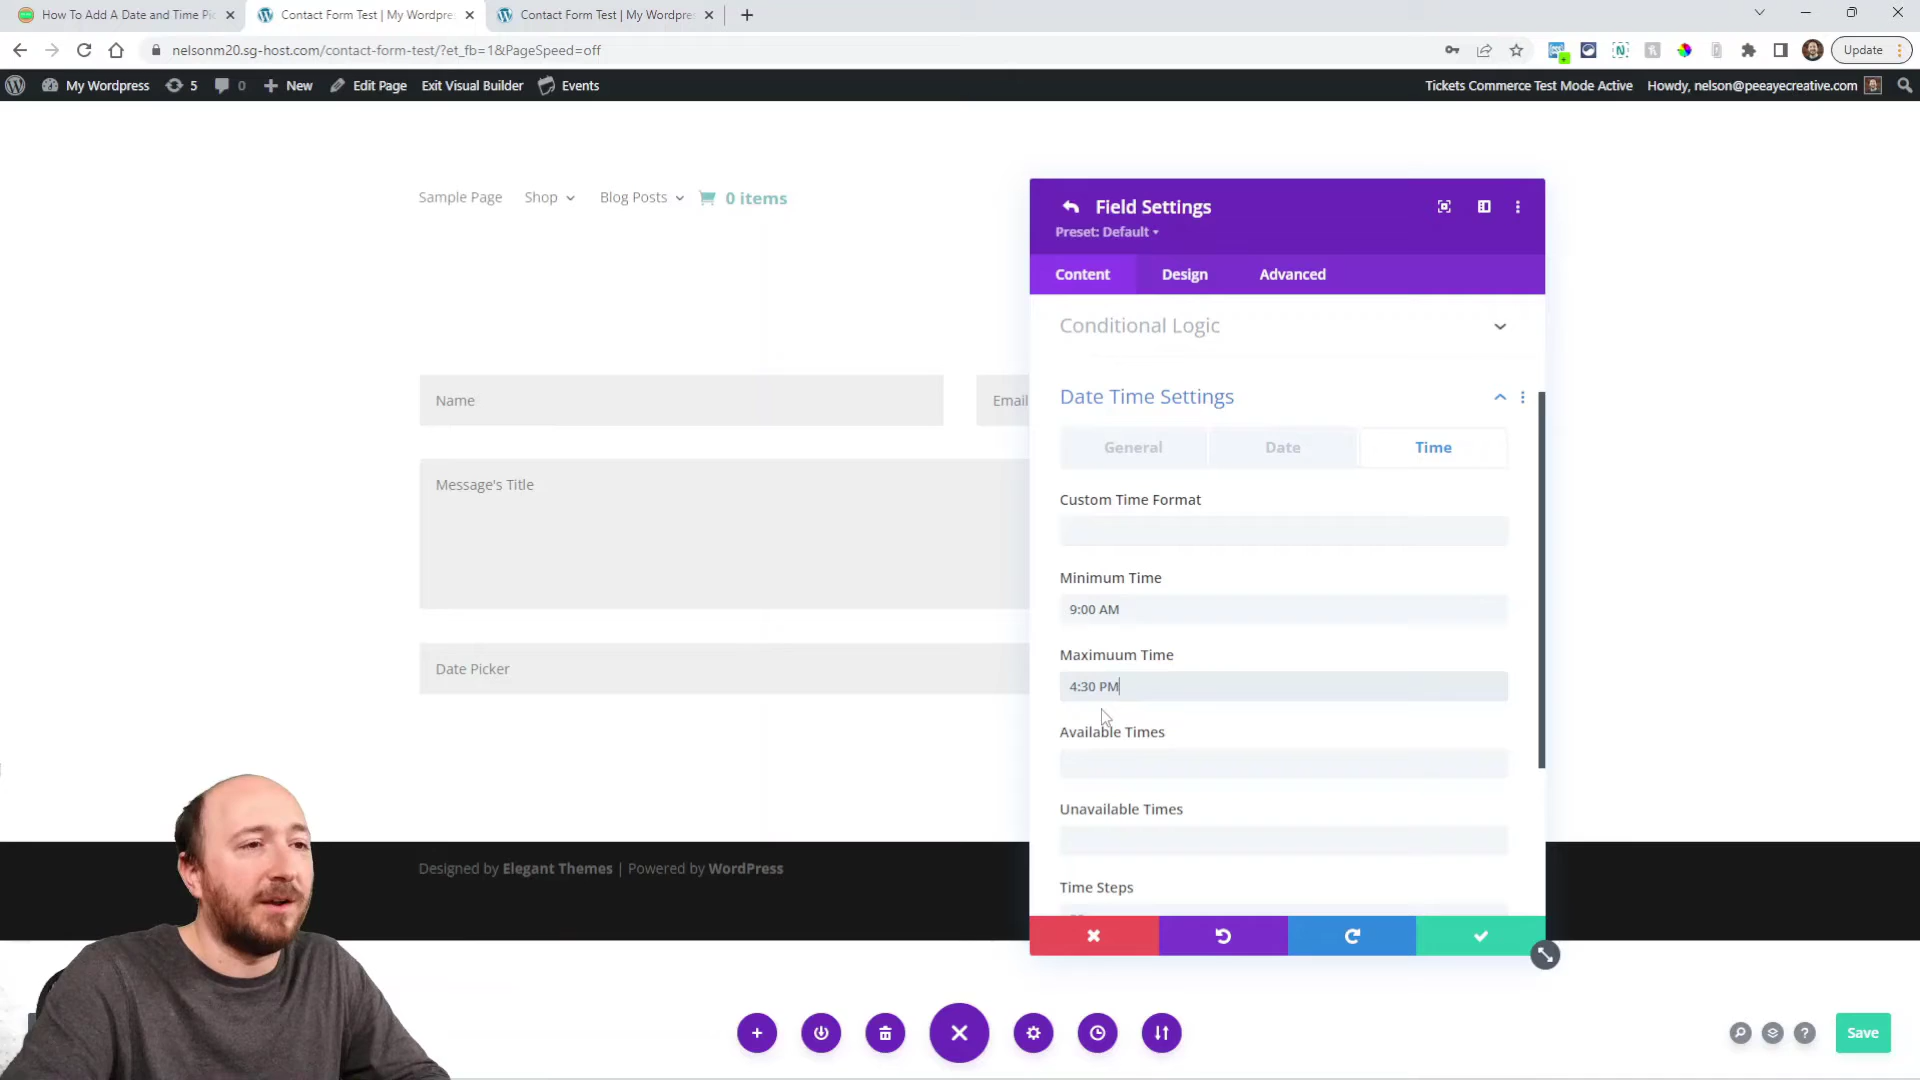 How To Add A Date and Time Pi
Contact Form Test | My Wordpre
Contact Form Test | My Wordpre
nelsonm20.sg-host.com/contact-form-test/?et_fb=1&PageSpeed=off
Update
My Wordpress 5 0 New Edit Page Exit Visual Builder Events
Tickets Commerce Test Mode Active Howdy, nelson@peeayecreative.com
Sample Page Shop Blog Posts 0 items
Field Settings
Preset: Default
Content Design Advanced
Conditional Logic
Name
Email
Date Time Settings
General Date Time
Message's Title
Custom Time Format
Minimum Time
9:00 AM
Maximuum Time
Date Picker
4:30 PM
Available Times
Unavailable Times
Designed by Elegant Themes | Powered by WordPress
Time Steps
Save